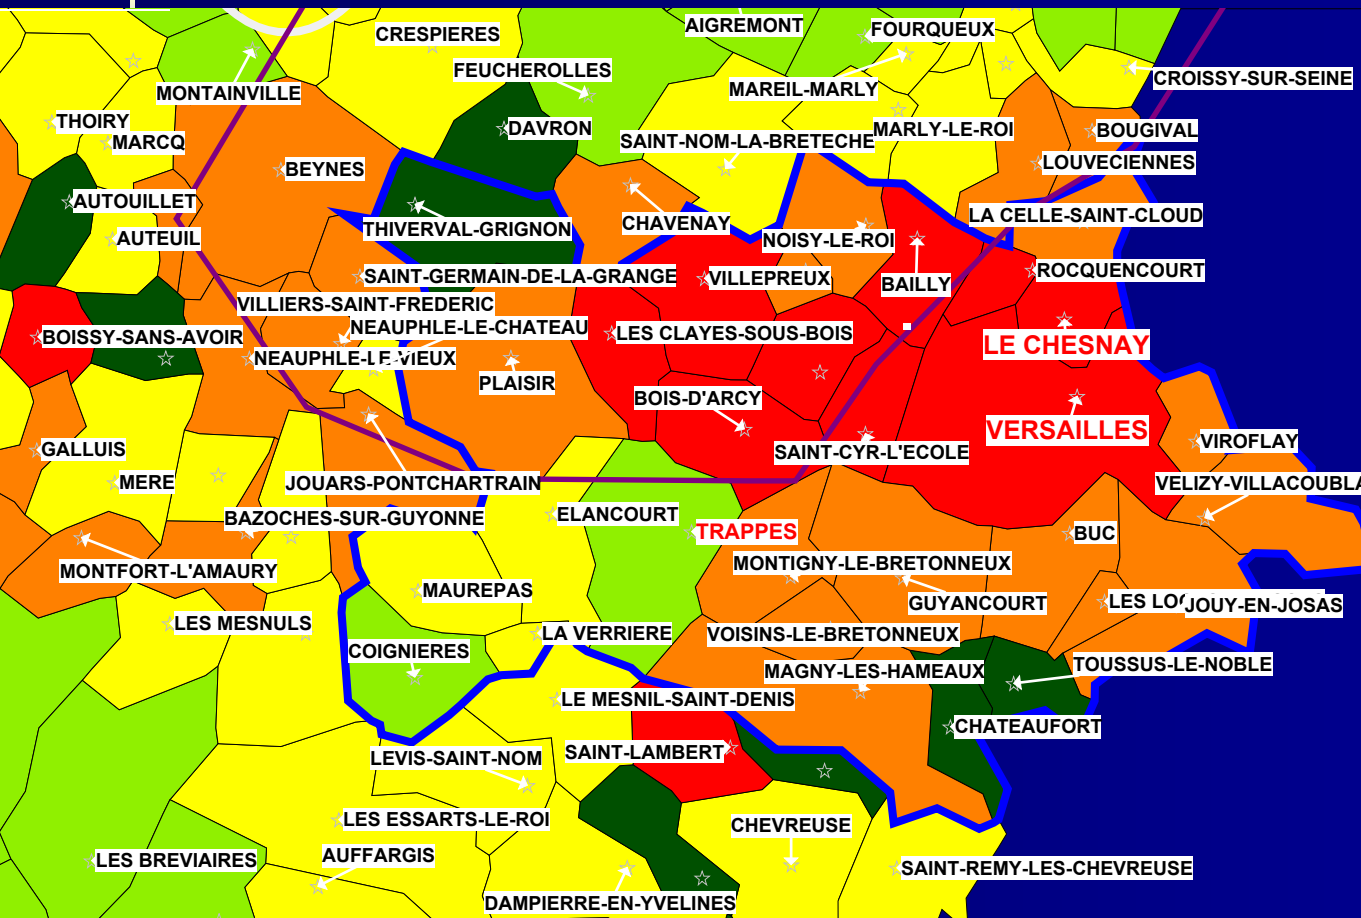 AIGREMONT
FOURQUEUX
CRESPIERES
FEUCHEROLLES
CROISSY-SUR-SEINE
MONTAINVILLE
MAREIL-MARLY
THOIRY
DAVRON
MARLY-LE-ROI
BOUGIVAL
MARCQ
SAINT-NOM-LA-BRETECHE
LOUVECIENNES
BEYNES
AUTOUILLET
LA CELLE-SAINT-CLOUD
CHAVENAY
THIVERVAL-GRIGNON
AUTEUIL
NOISY-LE-ROI
ROCQUENCOURT
SAINT-GERMAIN-DE-LA-GRANGE
VILLEPREUX
BAILLY
VILLIERS-SAINT-FREDERIC
NEAUPHLE-LE-CHATEAU
LES CLAYES-SOUS-BOIS
BOISSY-SANS-AVOIR
LE CHESNAY
NEAUPHLE-LE-VIEUX
PLAISIR
BOIS-D'ARCY
VERSAILLES
VIROFLAY
GALLUIS
SAINT-CYR-L'ECOLE
MERE
JOUARS-PONTCHARTRAIN
VELIZY-VILLACOUBLA
ELANCOURT
BAZOCHES-SUR-GUYONNE
TRAPPES
BUC
MONTIGNY-LE-BRETONNEUX
MONTFORT-L'AMAURY
MAUREPAS
GUYANCOURT
LES LO
JOUY-EN-JOSAS
LES MESNULS
LA VERRIERE
VOISINS-LE-BRETONNEUX
COIGNIERES
TOUSSUS-LE-NOBLE
MAGNY-LES-HAMEAUX
LE MESNIL-SAINT-DENIS
CHATEAUFORT
SAINT-LAMBERT
LEVIS-SAINT-NOM
LES ESSARTS-LE-ROI
CHEVREUSE
AUFFARGIS
LES BREVIAIRES
SAINT-REMY-LES-CHEVREUSE
DAMPIERRE-EN-YVELINES